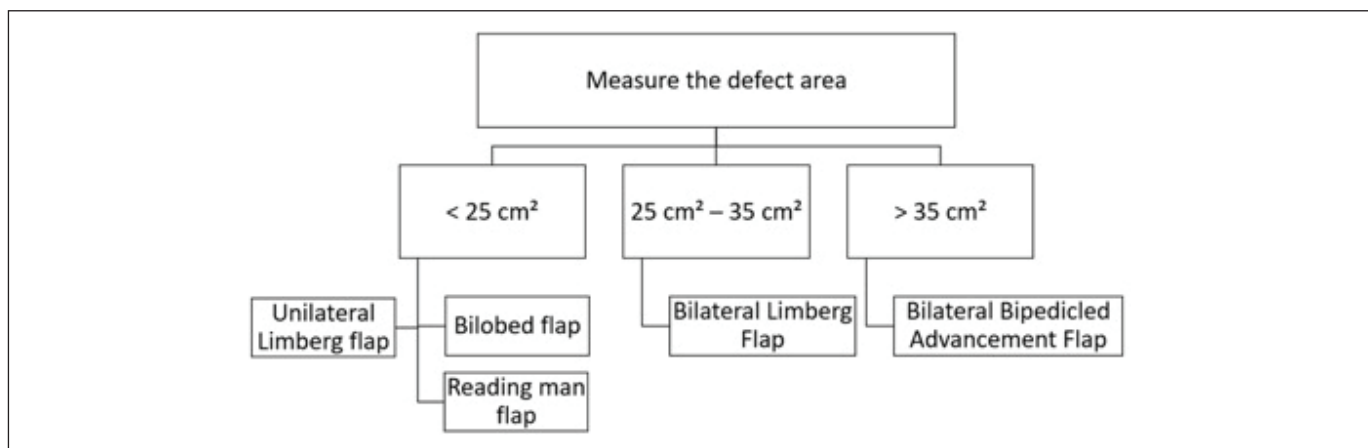 Measure the defect area
< 25 cm²
25 cm² – 35 cm²
> 35 cm²
Unilateral
Limberg flap
Bilobed flap
Reading man
flap
Bilateral Limberg
Flap
Bilateral Bipedicled
Advancement Flap